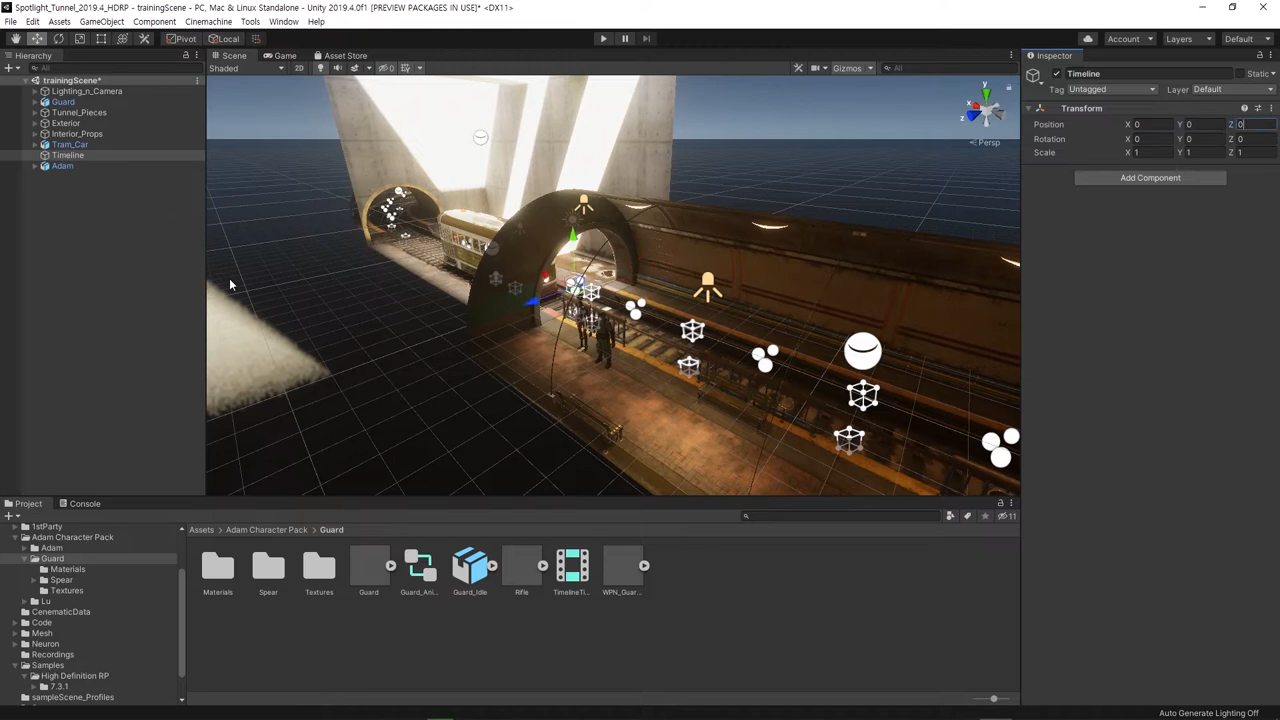 Spotlight_Tunnel_2019.4_HDRP - trainingScene - PC, Mac & Linux Standalone - Unity 2019.4.0f1 [PREVIEW PACKAGES IN USE]* <DX11>
File Edit Assets GameObject Component Cinemachine Tools Window Help
Pivot Local Account Layers Default
Hierarchy
All
trainingScene*
Lighting_n_Camera
Guard
Tunnel_Pieces
Exterior
Interior_Props
Tram_Car
Timeline
Adam
Scene Game Asset Store
Shaded 2D 0 Gizmos All
y
x
z
Persp
Inspector
Timeline Static
Tag Untagged Layer Default
Transform
Position X 0 Y 0 Z 0
Rotation X 0 Y 0 Z 0
Scale X 1 Y 1 Z 1
Add Component
Project Console
11
1stParty
Adam Character Pack
Adam
Guard
Materials
Spear
Textures
Lu
CenematicData
Code
Mesh
Neuron
Recordings
Samples
High Definition RP
7.3.1
sampleScene_Profiles
Assets > Adam Character Pack > Guard
Materials Spear Textures Guard Guard_Ani... Guard_Idle Rifle TimelineTi... WPN_Guar...
Auto Generate Lighting Off